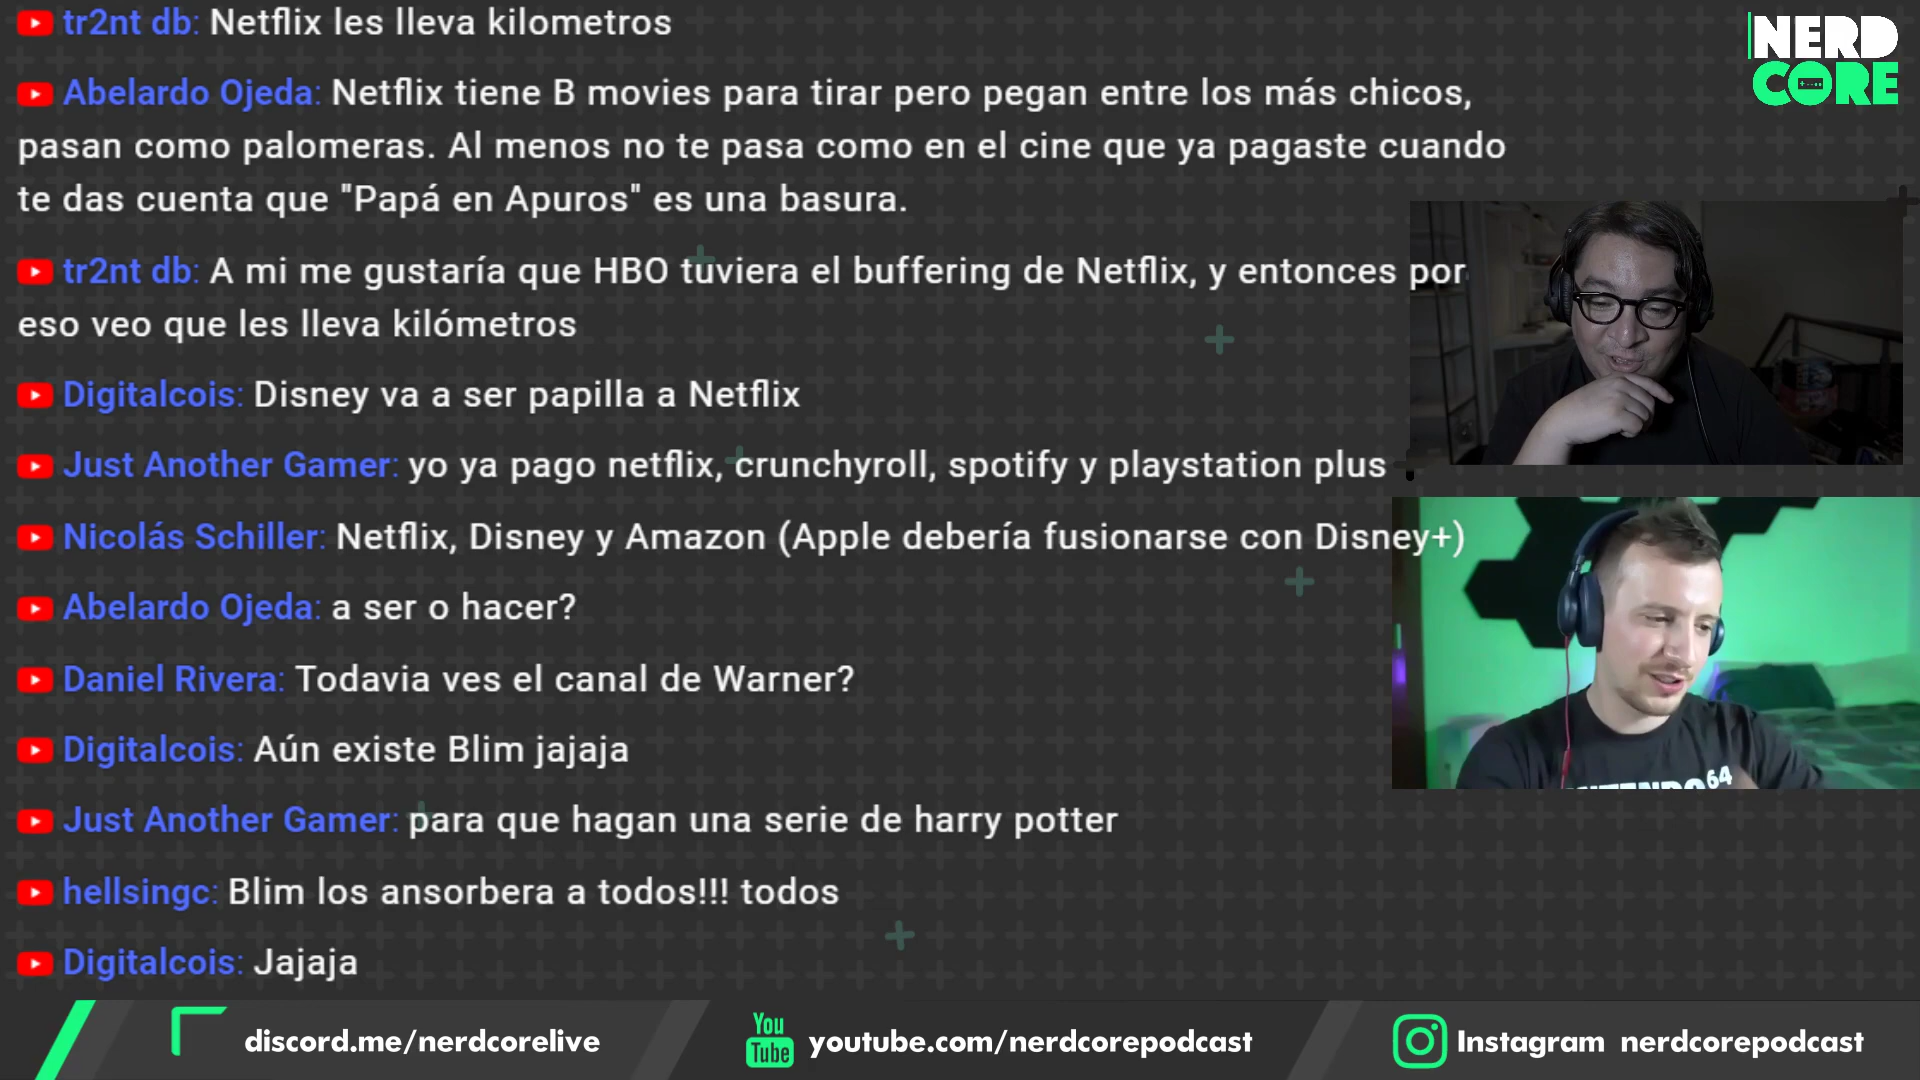 tr2nt db: Netflix les lleva kilometros
NERD
CORE
Abelardo Ojeda: Netflix tiene B movies para tirar pero pegan entre los más chicos,
pasan como palomeras. Al menos no te pasa como en el cine que ya pagaste cuando
te das cuenta que "Papá en Apuros" es una basura.
tr2nt db: A mi me gustaría que HBO tuviera el buffering de Netflix, y entonces por
eso veo que les lleva kilómetros
Digitalcois: Disney va a ser papilla a Netflix
Just Another Gamer: yo ya pago netflix, crunchyroll, spotify y playstation plus
Nicolás Schiller: Netflix, Disney y Amazon (Apple debería fusionarse con Disney+)
Abelardo Ojeda: a ser o hacer?
Daniel Rivera: Todavia ves el canal de Warner?
Digitalcois: Aún existe Blim jajaja
64
Just Another Gamer: para que hagan una serie de harry potter
hellsingc: Blim los ansorbera a todos!!! todos
Digitalcois: Jajaja
discord.me/nerdcorelive
You
Tube
youtube.com/nerdcorepodcast
Instagram nerdcorepodcast